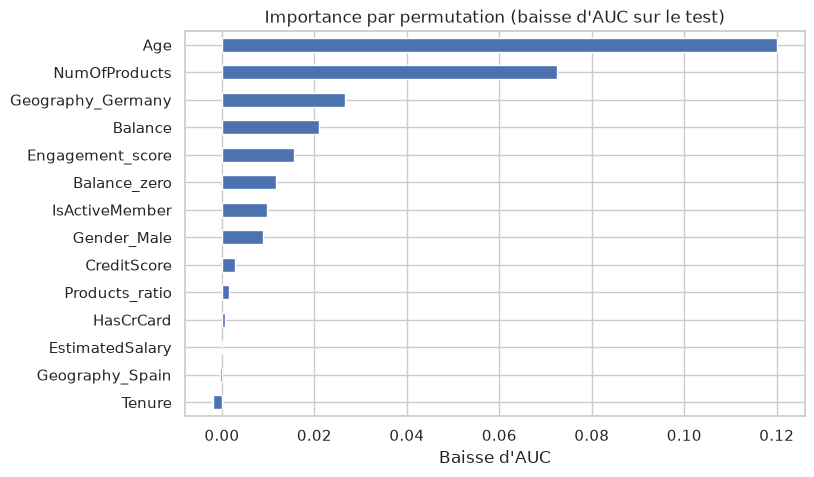 Importance par permutation (baisse d'AUC sur le test)
Age
NumOfProducts
Geography_Germany
Balance
Engagement_score
Balance_zero
IsActiveMember
Gender_Male
CreditScore
Products_ratio
HasCrCard
EstimatedSalary
Geography_Spain
Tenure
0.00 0.02 0.04 0.06 0.08 0.10 0.12
Baisse d'AUC